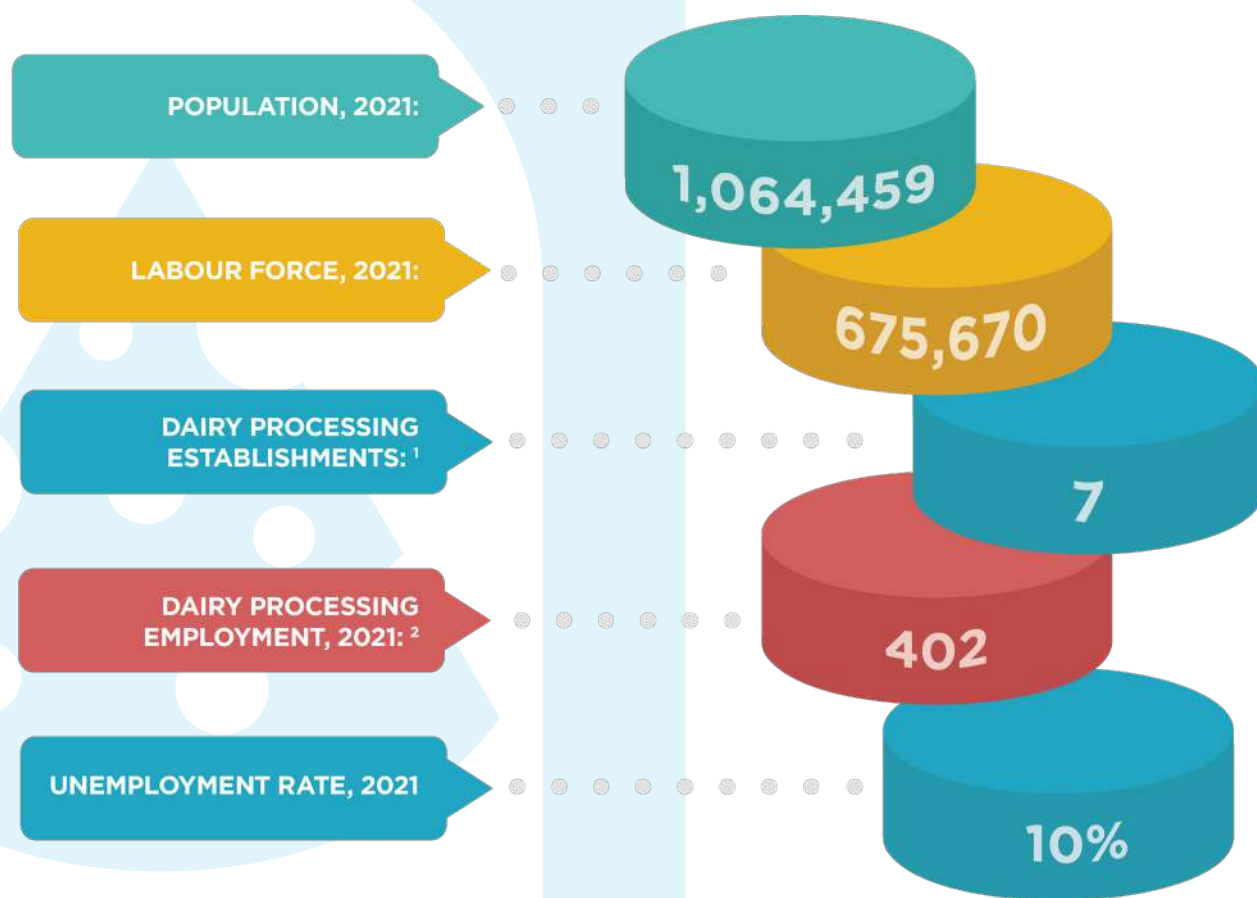 POPULATION, 2021:
1,064,459
LABOUR FORCE, 2021:
675,670
DAIRY PROCESSING
ESTABLISHMENTS: ¹
7
DAIRY PROCESSING
EMPLOYMENT, 2021: ²
402
UNEMPLOYMENT RATE, 2021
10%